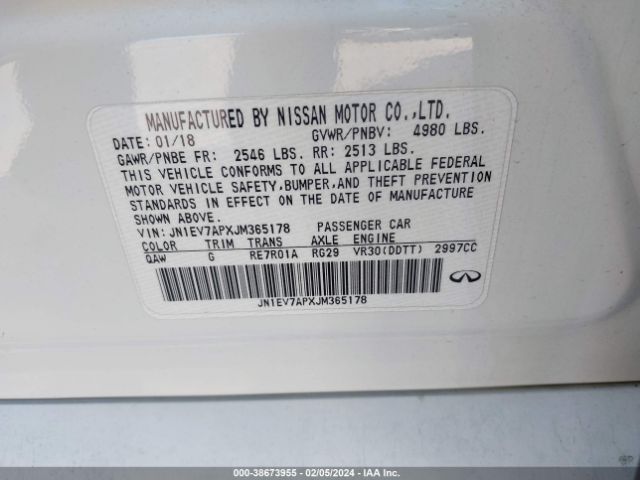 MANUFACTURED BY NISSAN MOTOR CO.,LTD.
DATE: 01/18 GVWR/PNBV: 4980 LBS.
GAWR/PNBE FR: 2546 LBS. RR: 2513 LBS.
THIS VEHICLE CONFORMS TO ALL APPLICABLE FEDERAL
MOTOR VEHICLE SAFETY,BUMPER,AND THEFT PREVENTION
STANDARDS IN EFFECT ON THE DATE OF MANUFACTURE
SHOWN ABOVE.
VIN: JN1EV7APXJM365178 PASSENGER CAR
COLOR TRIM TRANS AXLE ENGINE
QAW G RE7R01A RG29 VR30(DDTT) 2997CC
JN1EV7APXJM365178
000-38673955 - 02/05/2024 - IAA Inc.